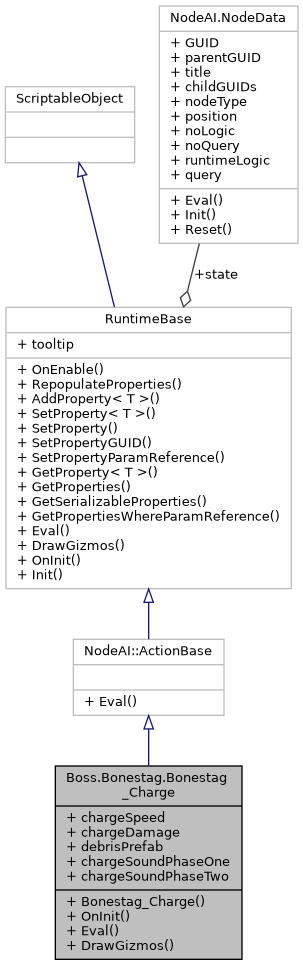 NodeAI.NodeData
+ GUID
+ parentGUID
+ title
+ childGUIDs
+ nodeType
+ position
+ noLogic
+ noQuery
+ runtimeLogic
+ query
+ Eval()
+ Init()
+ Reset()
ScriptableObject
+state
RuntimeBase
+ tooltip
+ OnEnable()
+ RepopulateProperties()
+ AddProperty< T >()
+ SetProperty< T >()
+ SetProperty()
+ SetPropertyGUID()
+ SetPropertyParamReference()
+ GetProperty< T >()
+ GetProperties()
+ GetSerializableProperties()
+ GetPropertiesWhereParamReference()
+ Eval()
+ DrawGizmos()
+ OnInit()
+ Init()
NodeAI::ActionBase
+ Eval()
Boss.Bonestag.Bonestag
_Charge
+ chargeSpeed
+ chargeDamage
+ debrisPrefab
+ chargeSoundPhaseOne
+ chargeSoundPhaseTwo
+ Bonestag_Charge()
+ OnInit()
+ Eval()
+ DrawGizmos()